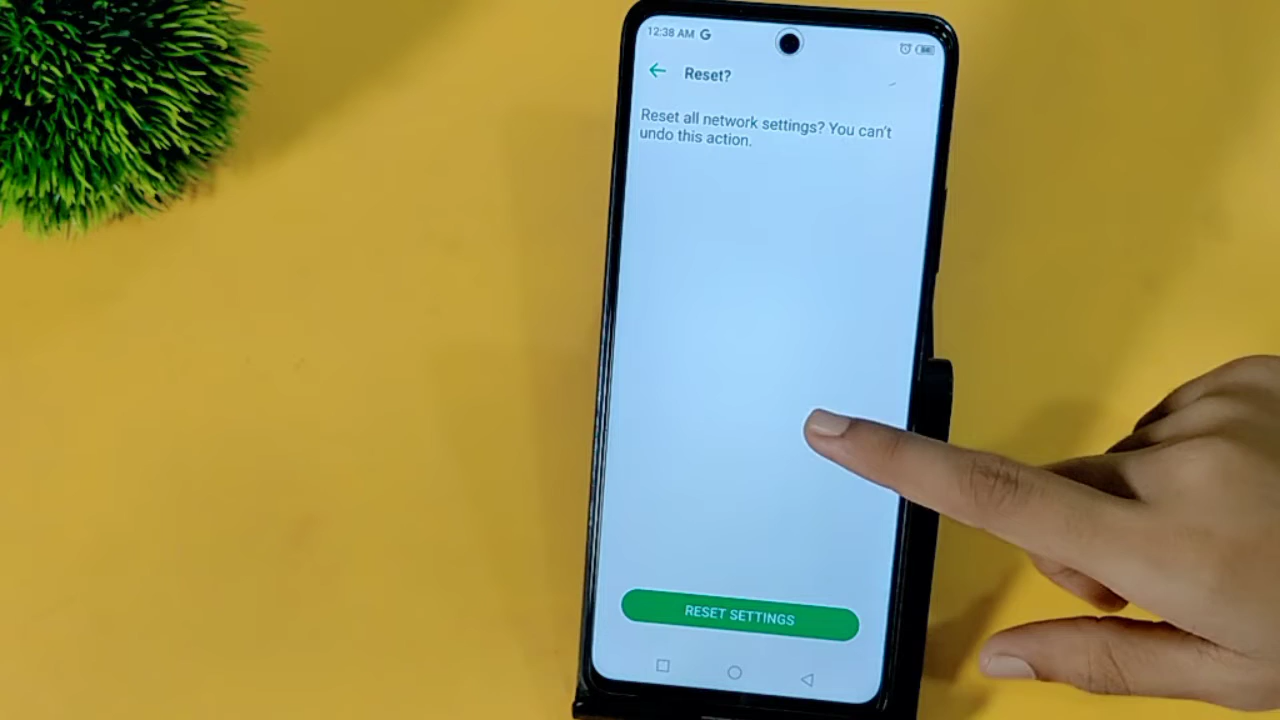 12:38 AM G
Reset?
Reset all network settings? You can't
undo this action.
RESET SETTINGS